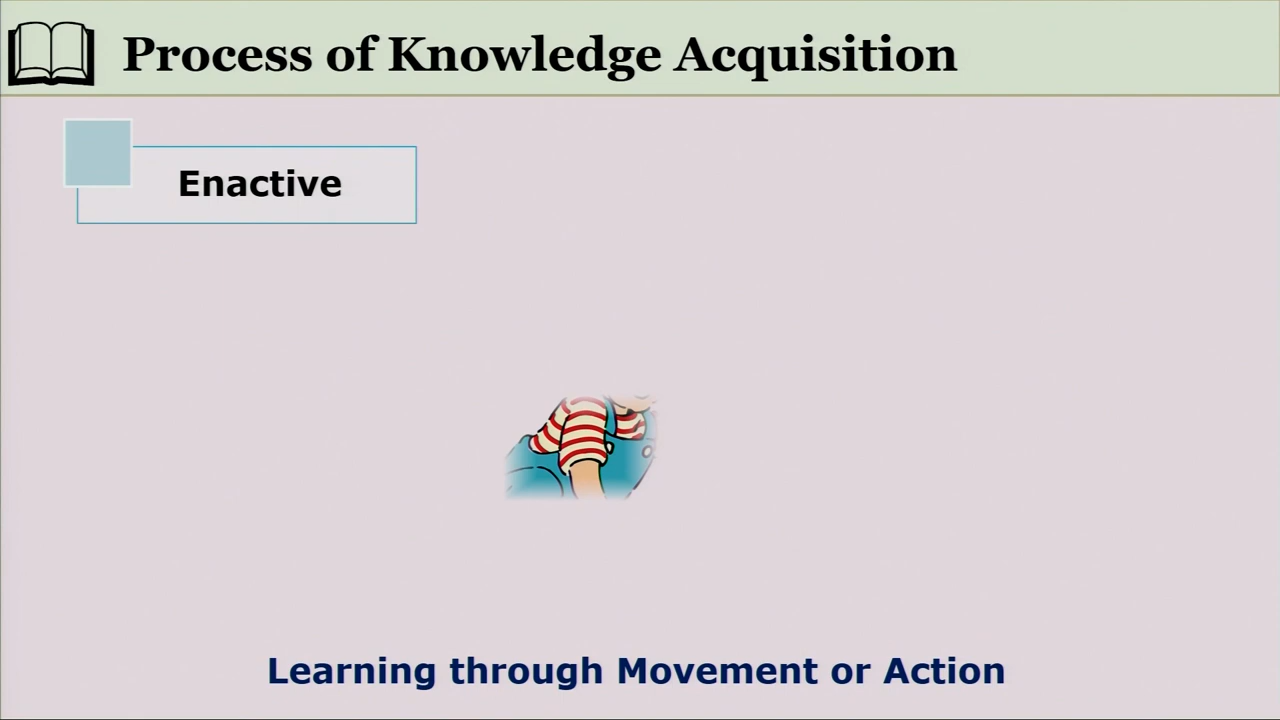 Process of Knowledge Acquisition
Enactive
Learning through Movement or Action